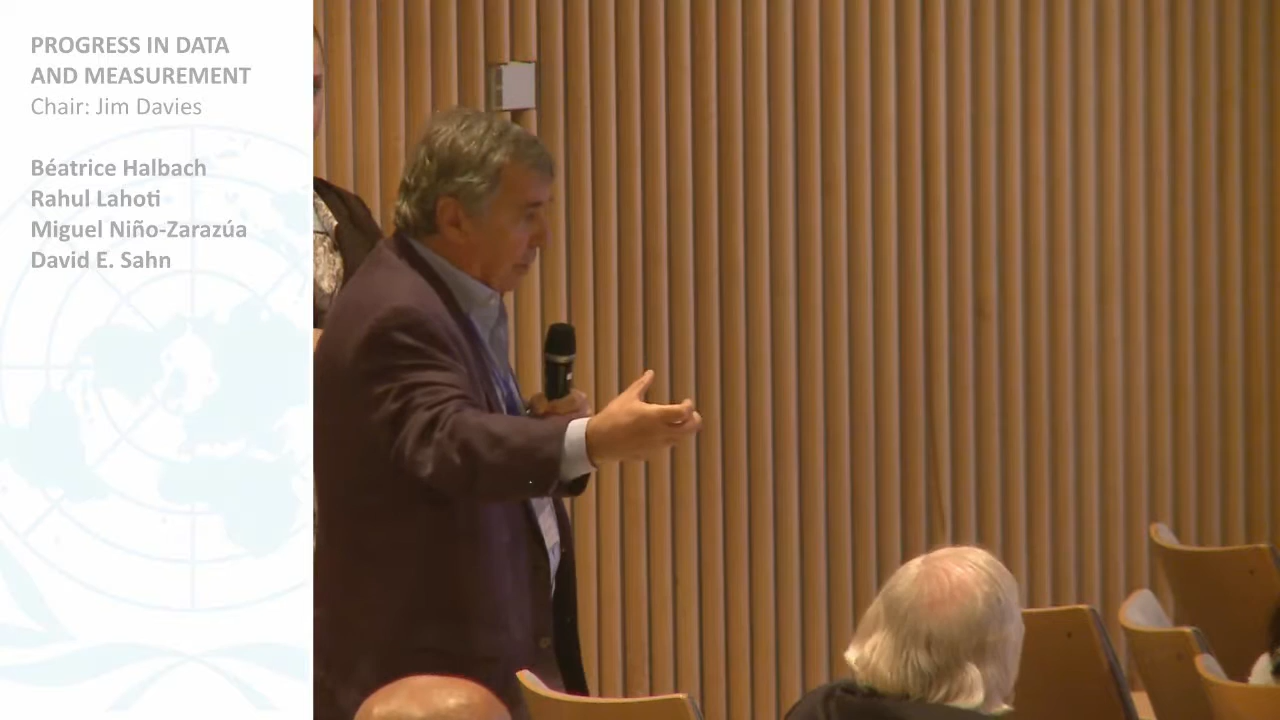 PROGRESS IN DATA
AND MEASUREMENT
Chair: Jim Davies
Béatrice Halbach
Rahul Lahoti
Miguel Niño-Zarazúa
David E. Sahn